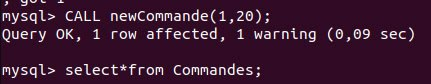 mysql> CALL newCommande(1,20);
Query OK, 1 row affected, 1 warning (0,09 sec)
mysql> select*from Commandes;